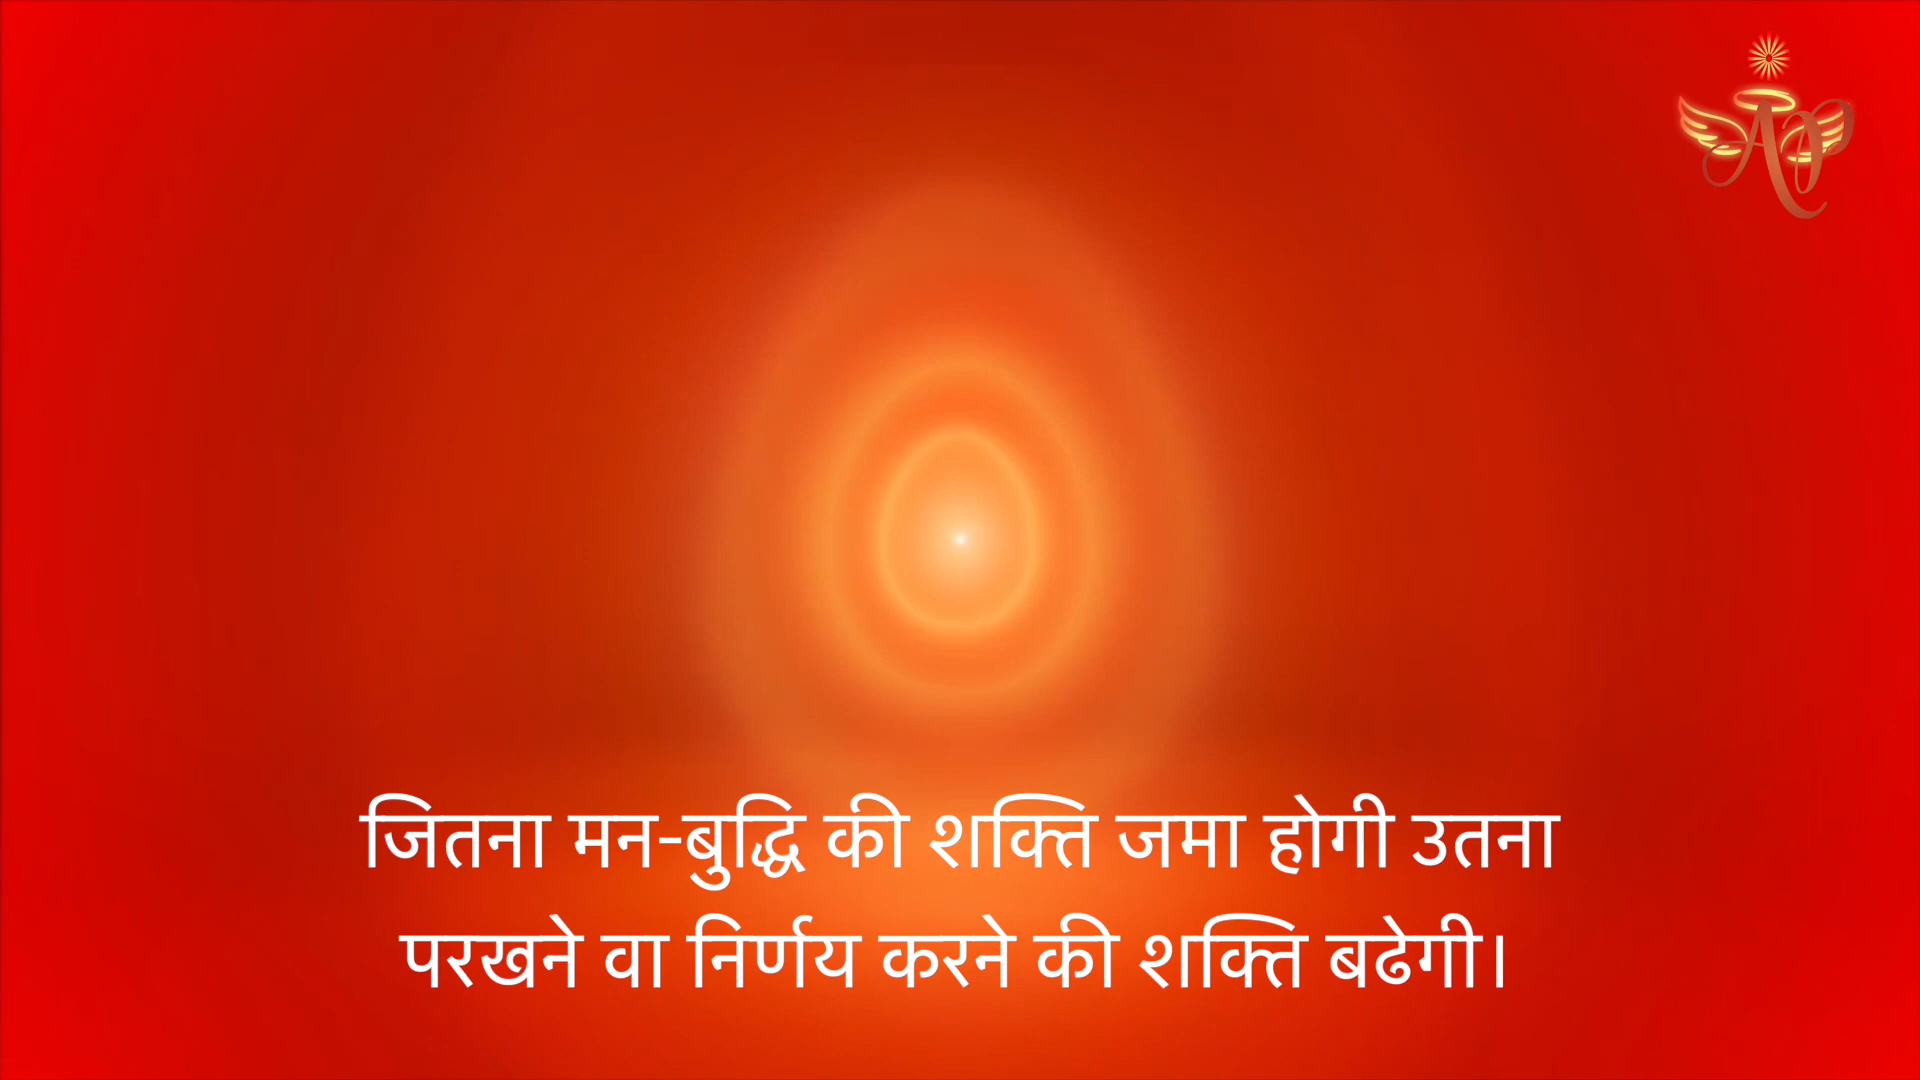 जितना मन-बुद्धि की शक्ति जमा होगी उतना
परखने वा निर्णय करने की शक्ति बढेगी।